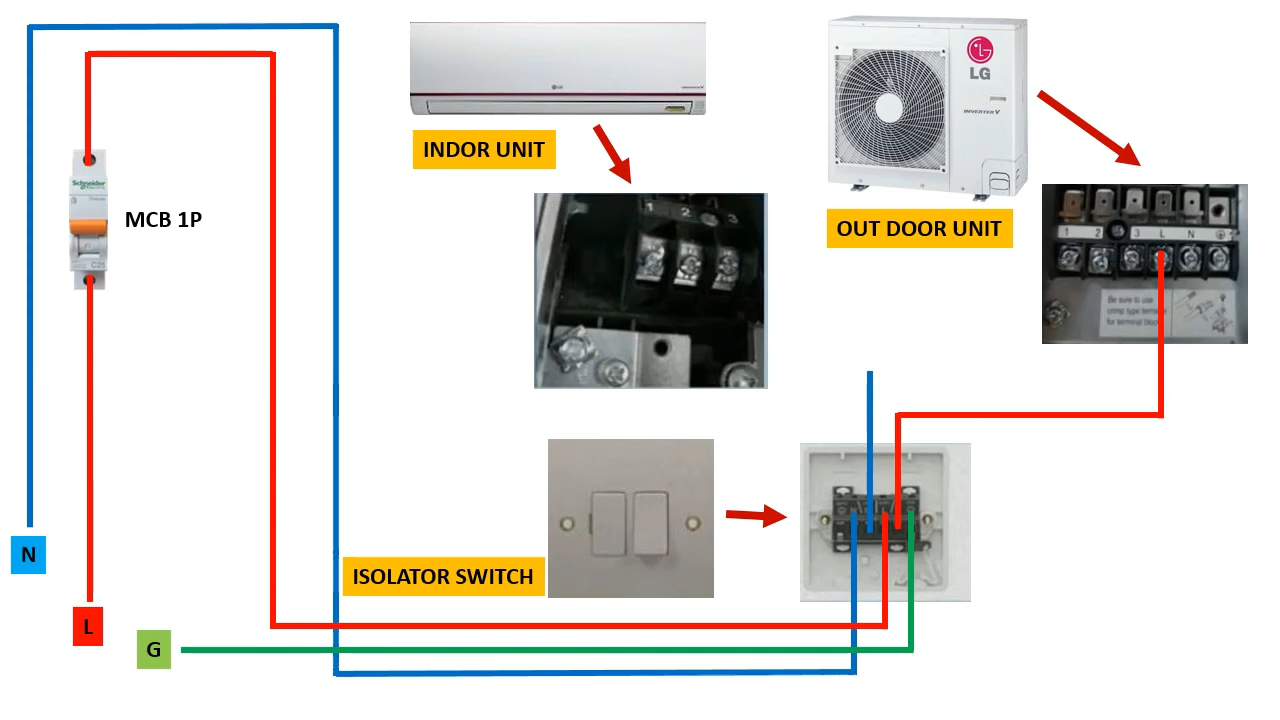 LG
INVERTER V
INDOR UNIT
OUT DOOR UNIT
Schneider
MCB 1P
C25
1 2 3
1 2 3 L N
Be sure to use
crimp type
for terminal block
ISOLATOR SWITCH
N
L
G